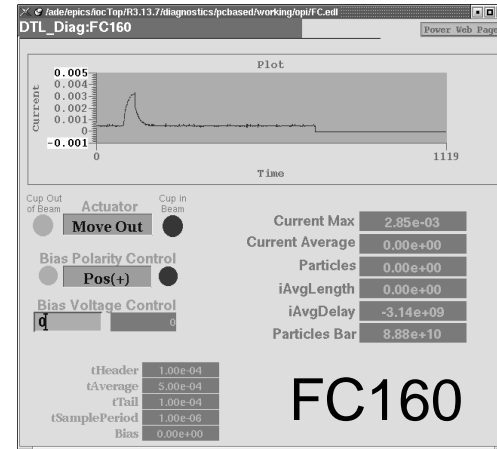 /ade/epics/iocTop/R3.13.7/diagnostics/pcbased/working/opi/FC.edl
DTL_Diag:FC160
Power Web Page
Plot
0.005
0.004
0.003
0.002
0.001
0
-0.001
Current
0 1119
Time
Cup Out of Beam
Actuator
Cup in Beam
Move Out
Bias Polarity Control
Pos(+)
Bias Voltage Control
0 0
Current Max 2.85e-03
Current Average 0.00e+00
Particles 0.00e+00
iAvgLength 0.00e+00
iAvgDelay -3.14e+09
Particles Bar 8.88e+10
tHeader 1.00e-04
tAverage 5.00e-04
tTail 1.00e-04
tSamplePeriod 1.00e-06
Bias 0.00e+00
FC160